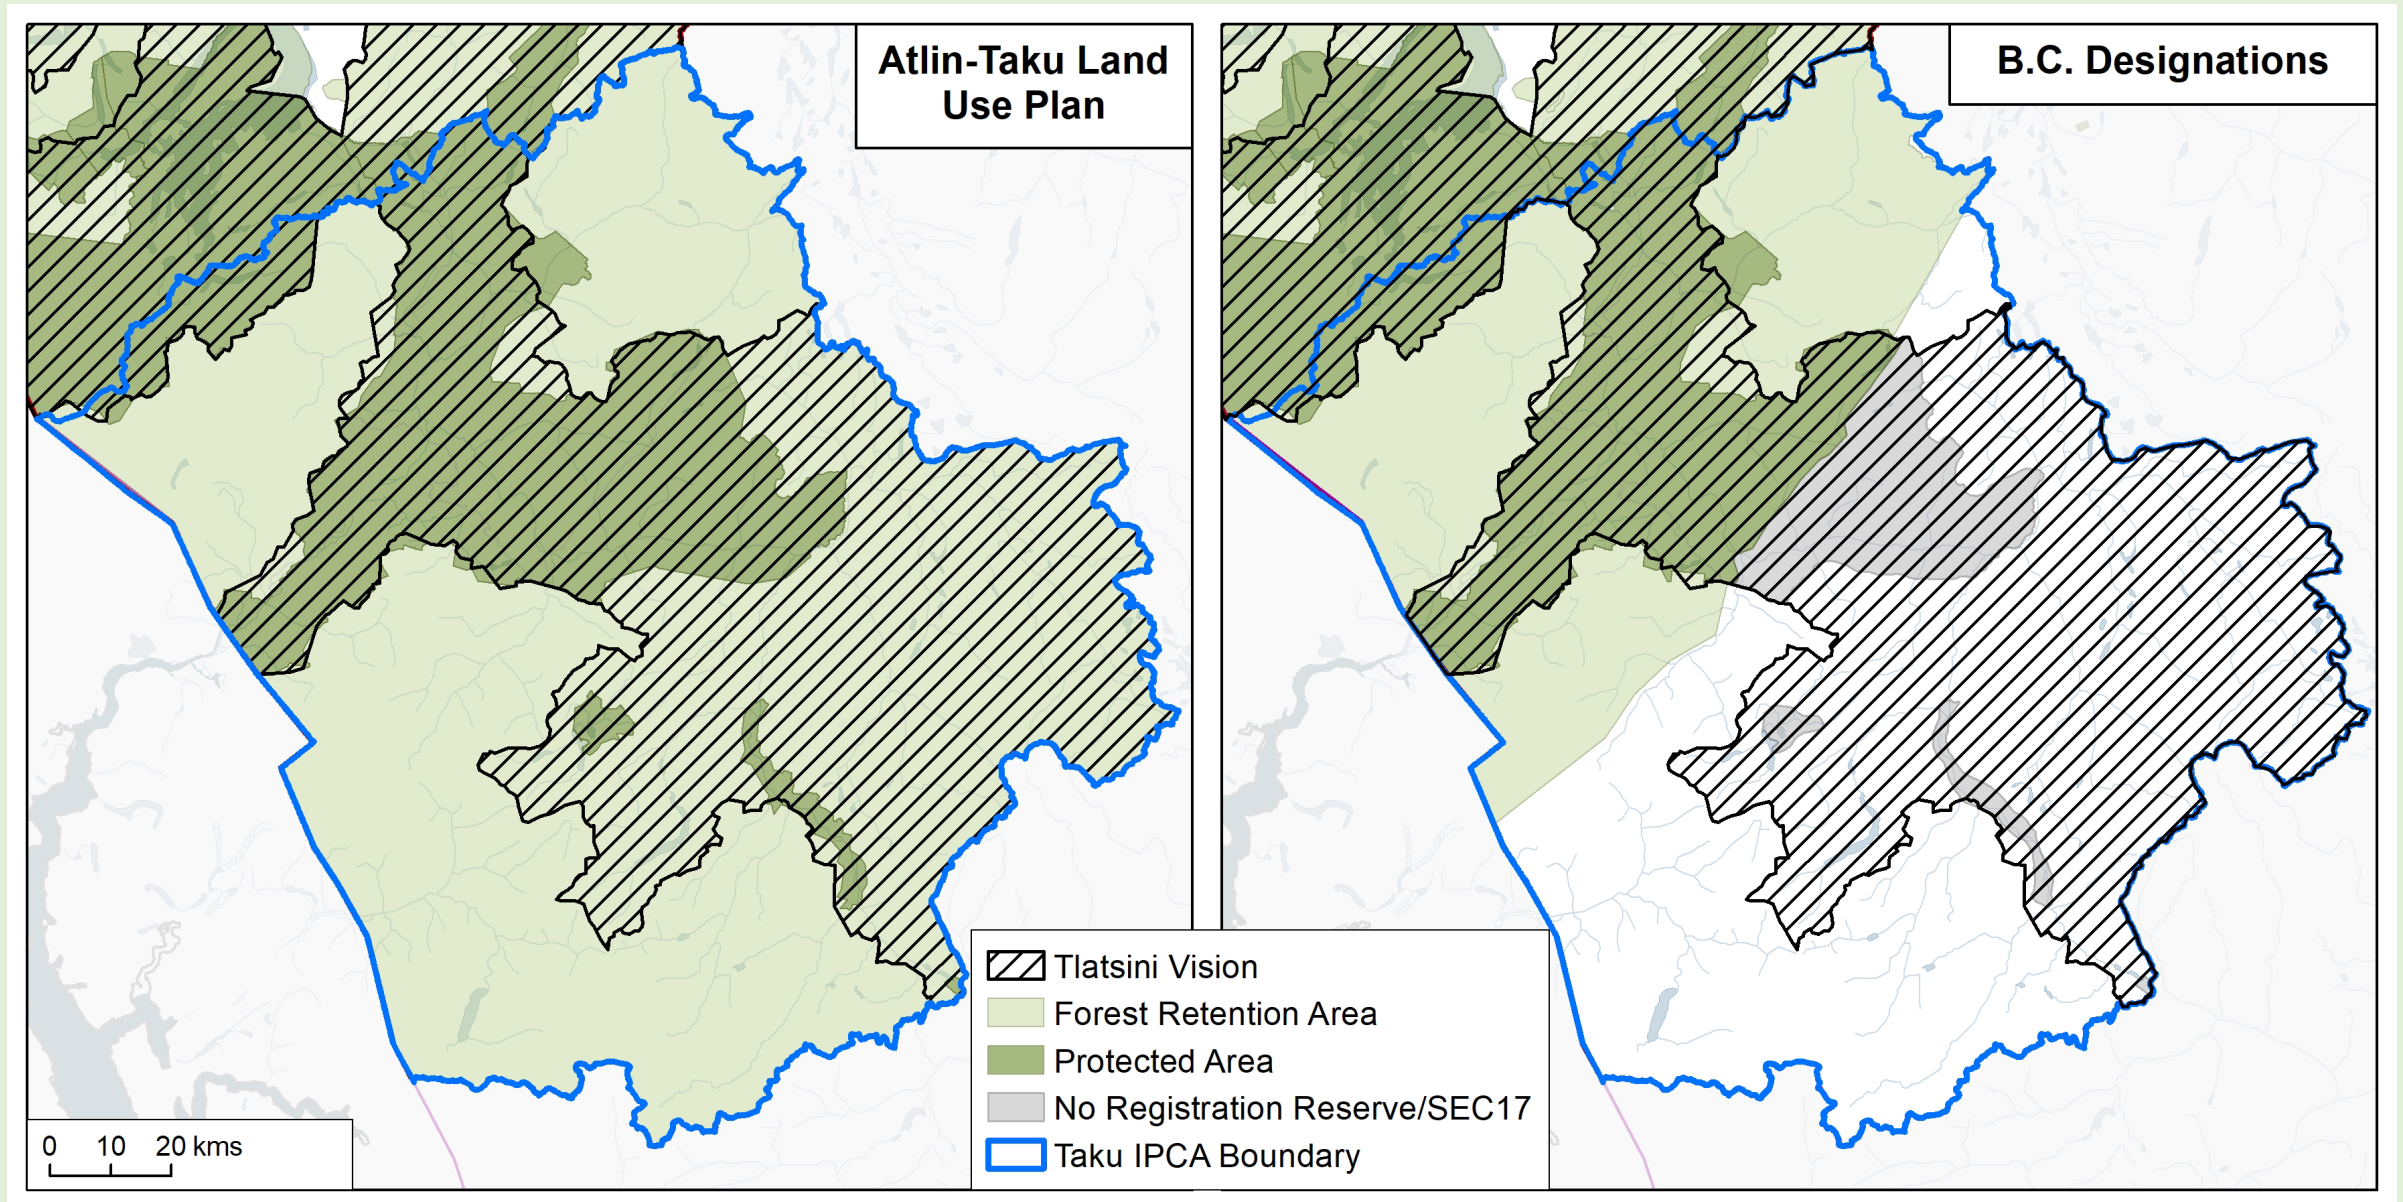 Atlin-Taku Land
Use Plan
B.C. Designations
Tlatsini Vision
Forest Retention Area
Protected Area
No Registration Reserve/SEC17
Taku IPCA Boundary
0 10 20 kms